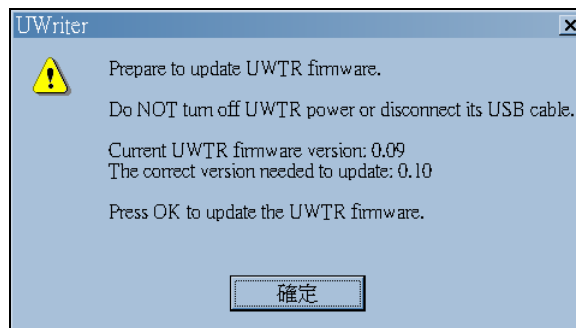 UWriter
Prepare to update UWTR firmware.
Do NOT turn off UWTR power or disconnect its USB cable.
Current UWTR firmware version: 0.09
The correct version needed to update: 0.10
Press OK to update the UWTR firmware.
確定